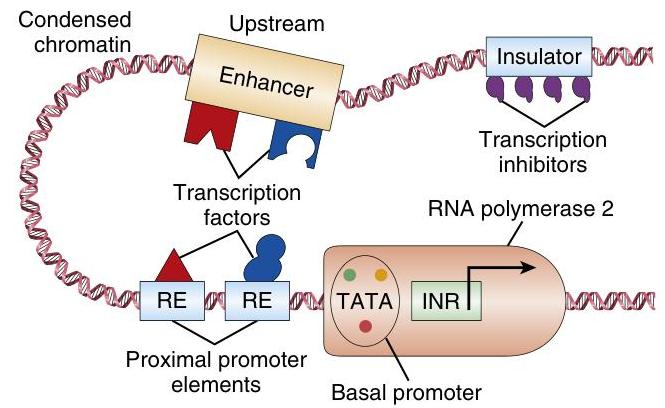 Condensed
chromatin
Upstream
Enhancer
Insulator
Transcription
inhibitors
Transcription
factors
RNA polymerase 2
RE
RE
TATA
INR
Proximal promoter
elements
Basal promoter